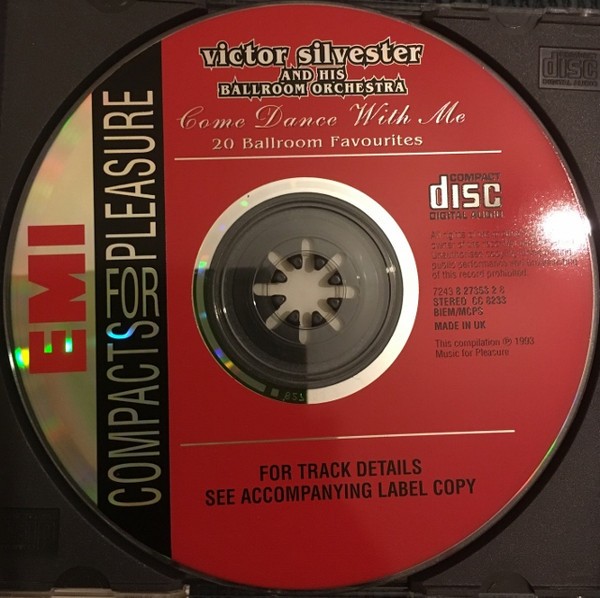 victor silvester
AND HIS
BALLROOM ORCHESTRA
Come Dance With Me
20 Ballroom Favourites
EMI
COMPACTS FOR PLEASURE
COMPACT
disc
DIGITAL AUDIO
of this record prohibited.
7243 8 27353 2 8
STEREO CC 8233
BIEM/MCPS
MADE IN UK
This compilation ℗ 1993
Music for Pleasure
FOR TRACK DETAILS
SEE ACCOMPANYING LABEL COPY
disc